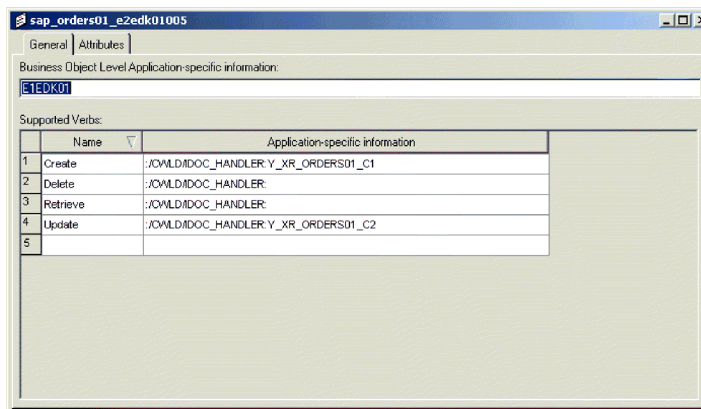 sap_orders01_e2edk01005
General Attributes
Business Object Level Application-specific information:
E1EDK01
Supported Verbs:
Name Application-specific information
1 Create :/CWLD/IDOC_HANDLER:Y_XR_ORDERS01_C1
2 Delete :/CWLD/IDOC_HANDLER:
3 Retrieve :/CWLD/IDOC_HANDLER:
4 Update :/CWLD/IDOC_HANDLER:Y_XR_ORDERS01_C2
5